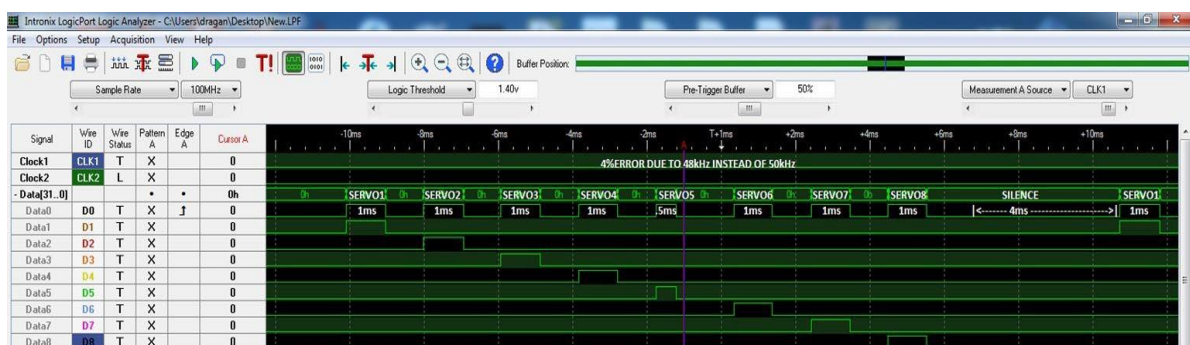 Intronix LogicPort Logic Analyzer - C:\Users\dragan\Desktop\New.LPF
File Options Setup Acquisition View Help
T! 1010 0101 T ? Buffer Position:
Sample Rate 100MHz Logic Threshold 1.40v Pre-Trigger Buffer 50% Measurement A Source CLK1
Signal Wire ID Wire Status Pattern A Edge A Cursor A -10ms -8ms -6ms -4ms -2ms T+1ms +2ms +4ms +6ms +8ms +10ms
A
Clock1 CLK1 T X 0 4%ERROR DUE TO 48kHz INSTEAD OF 50kHz
Clock2 CLK2 L X 0
- Data[31..0] 0h 0h SERVO1 0h SERVO2 0h SERVO3 0h SERVO4 0h SERVO5 0h SERVO6 0h SERVO7 0h SERVO8 SILENCE SERVO1
Data0 D0 T X 0 1ms 1ms 1ms 1ms .5ms 1ms 1ms 1ms |<------- 4ms ---------------------->| 1ms
Data1 D1 T X 0
Data2 D2 T X 0
Data3 D3 T X 0
Data4 D4 T X 0
Data5 D5 T X 0
Data6 D6 T X 0
Data7 D7 T X 0
Data8 D8 T X 0